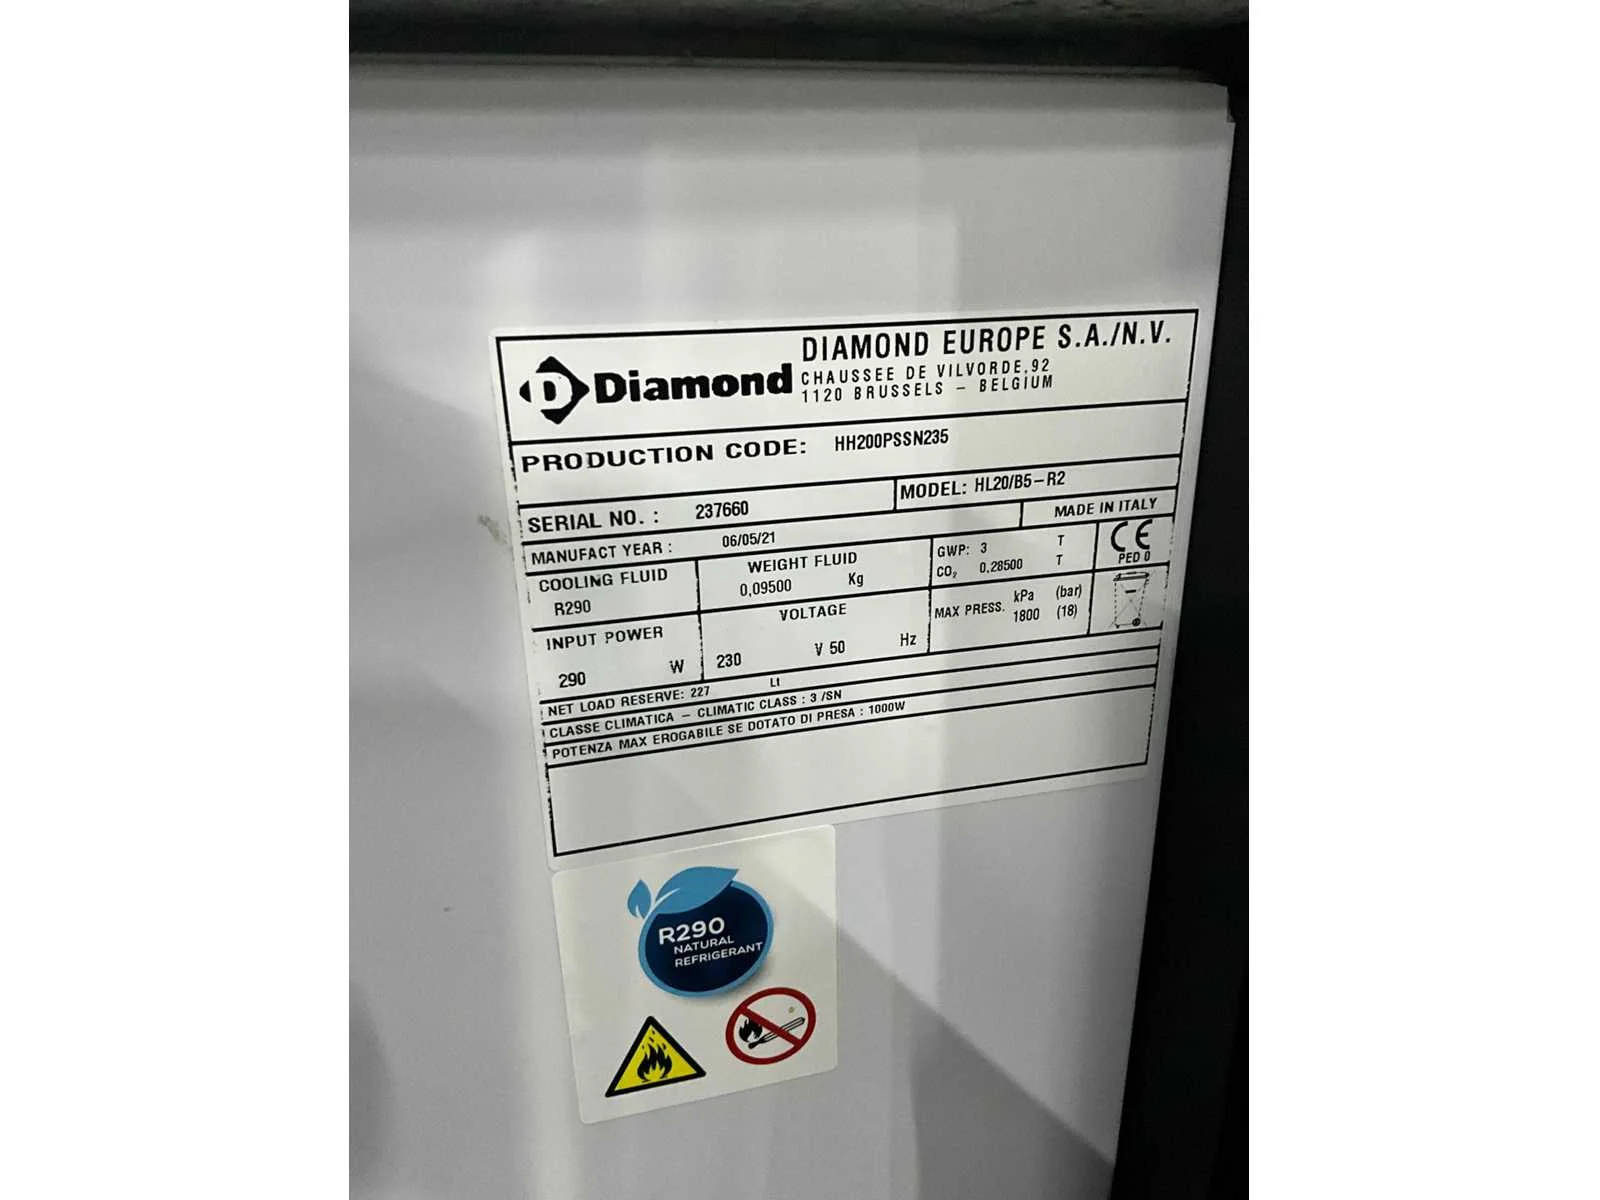 D Diamond
DIAMOND EUROPE S.A./N.V.
CHAUSSEE DE VILVORDE,92
1120 BRUSSELS - BELGIUM
PRODUCTION CODE: HH200PSSN235
SERIAL NO. : 237660
MODEL: HL20/B5-R2
MANUFACT YEAR : 06/05/21
MADE IN ITALY
COOLING FLUID
R290
WEIGHT FLUID
0,09500 Kg
GWP: 3 T
CO₂ 0,28500 T
CE
PED 0
INPUT POWER
290 W
VOLTAGE
230 V 50 Hz
MAX PRESS. kPa (bar)
1800 (18)
NET LOAD RESERVE: 227 Lt
CLASSE CLIMATICA - CLIMATIC CLASS : 3 /SN
POTENZA MAX EROGABILE SE DOTATO DI PRESA : 1000W
R290
NATURAL
REFRIGERANT